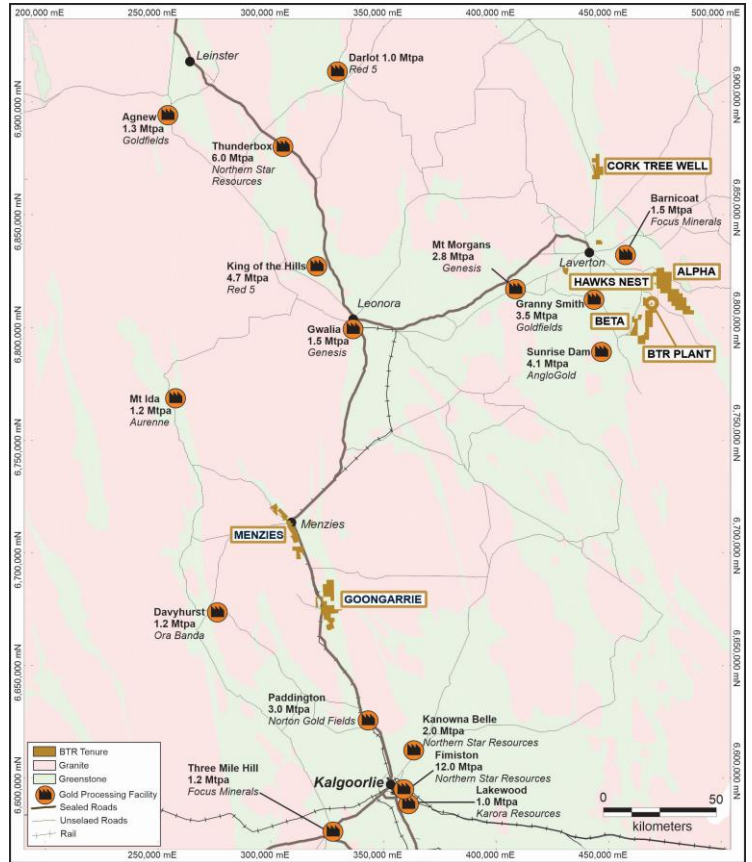 200,000 mE
250,000 mE
300,000 mE
350,000 mE
400,000 mE
450,000 mE
500,000 mE
Leinster
Darlot 1.0 Mtpa
Red 5
6,900,000 mN
6,900,000 mN
Agnew
1.3 Mtpa
Goldfields
Thunderbox
6.0 Mtpa
Northern Star
Resources
CORK TREE WELL
6,850,000 mN
6,850,000 mN
Barnicoat
1.5 Mtpa
Focus Minerals
Mt Morgans
2.8 Mtpa
Genesis
Laverton
King of the Hills
4.7 Mtpa
Red 5
HAWKS NEST
ALPHA
Leonora
Granny Smith
3.5 Mtpa
Goldfields
BETA
6,800,000 mN
6,800,000 mN
Gwalia
1.5 Mtpa
Genesis
Sunrise Dam
4.1 Mtpa
AngloGold
BTR PLANT
Mt Ida
1.2 Mtpa
Aurenne
6,750,000 mN
6,750,000 mN
MENZIES
Menzies
6,700,000 mN
6,700,000 mN
GOONGARRIE
Davyhurst
1.2 Mtpa
Ora Banda
6,650,000 mN
6,650,000 mN
Paddington
3.0 Mtpa
Norton Gold Fields
Kanowna Belle
2.0 Mtpa
Northern Star Resources
Fimiston
12.0 Mtpa
Northern Star Resources
Kalgoorlie
Three Mile Hill
1.2 Mtpa
Focus Minerals
Lakewood
1.0 Mtpa
Karora Resources
6,600,000 mN
6,600,000 mN
BTR Tenure
Granite
Greenstone
Gold Processing Facility
Sealed Roads
Unselaed Roads
Rail
0
50
kilometers
200,000 mE
250,000 mE
300,000 mE
350,000 mE
400,000 mE
450,000 mE
500,000 mE